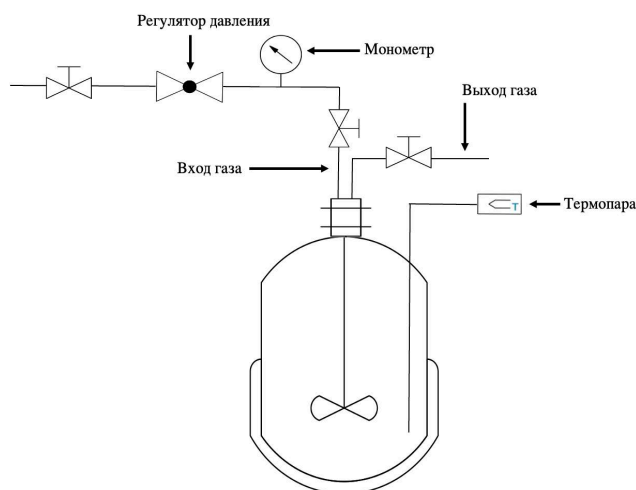 Регулятор давления
Монометр
Выход газа
Вход газа
Термопара
T